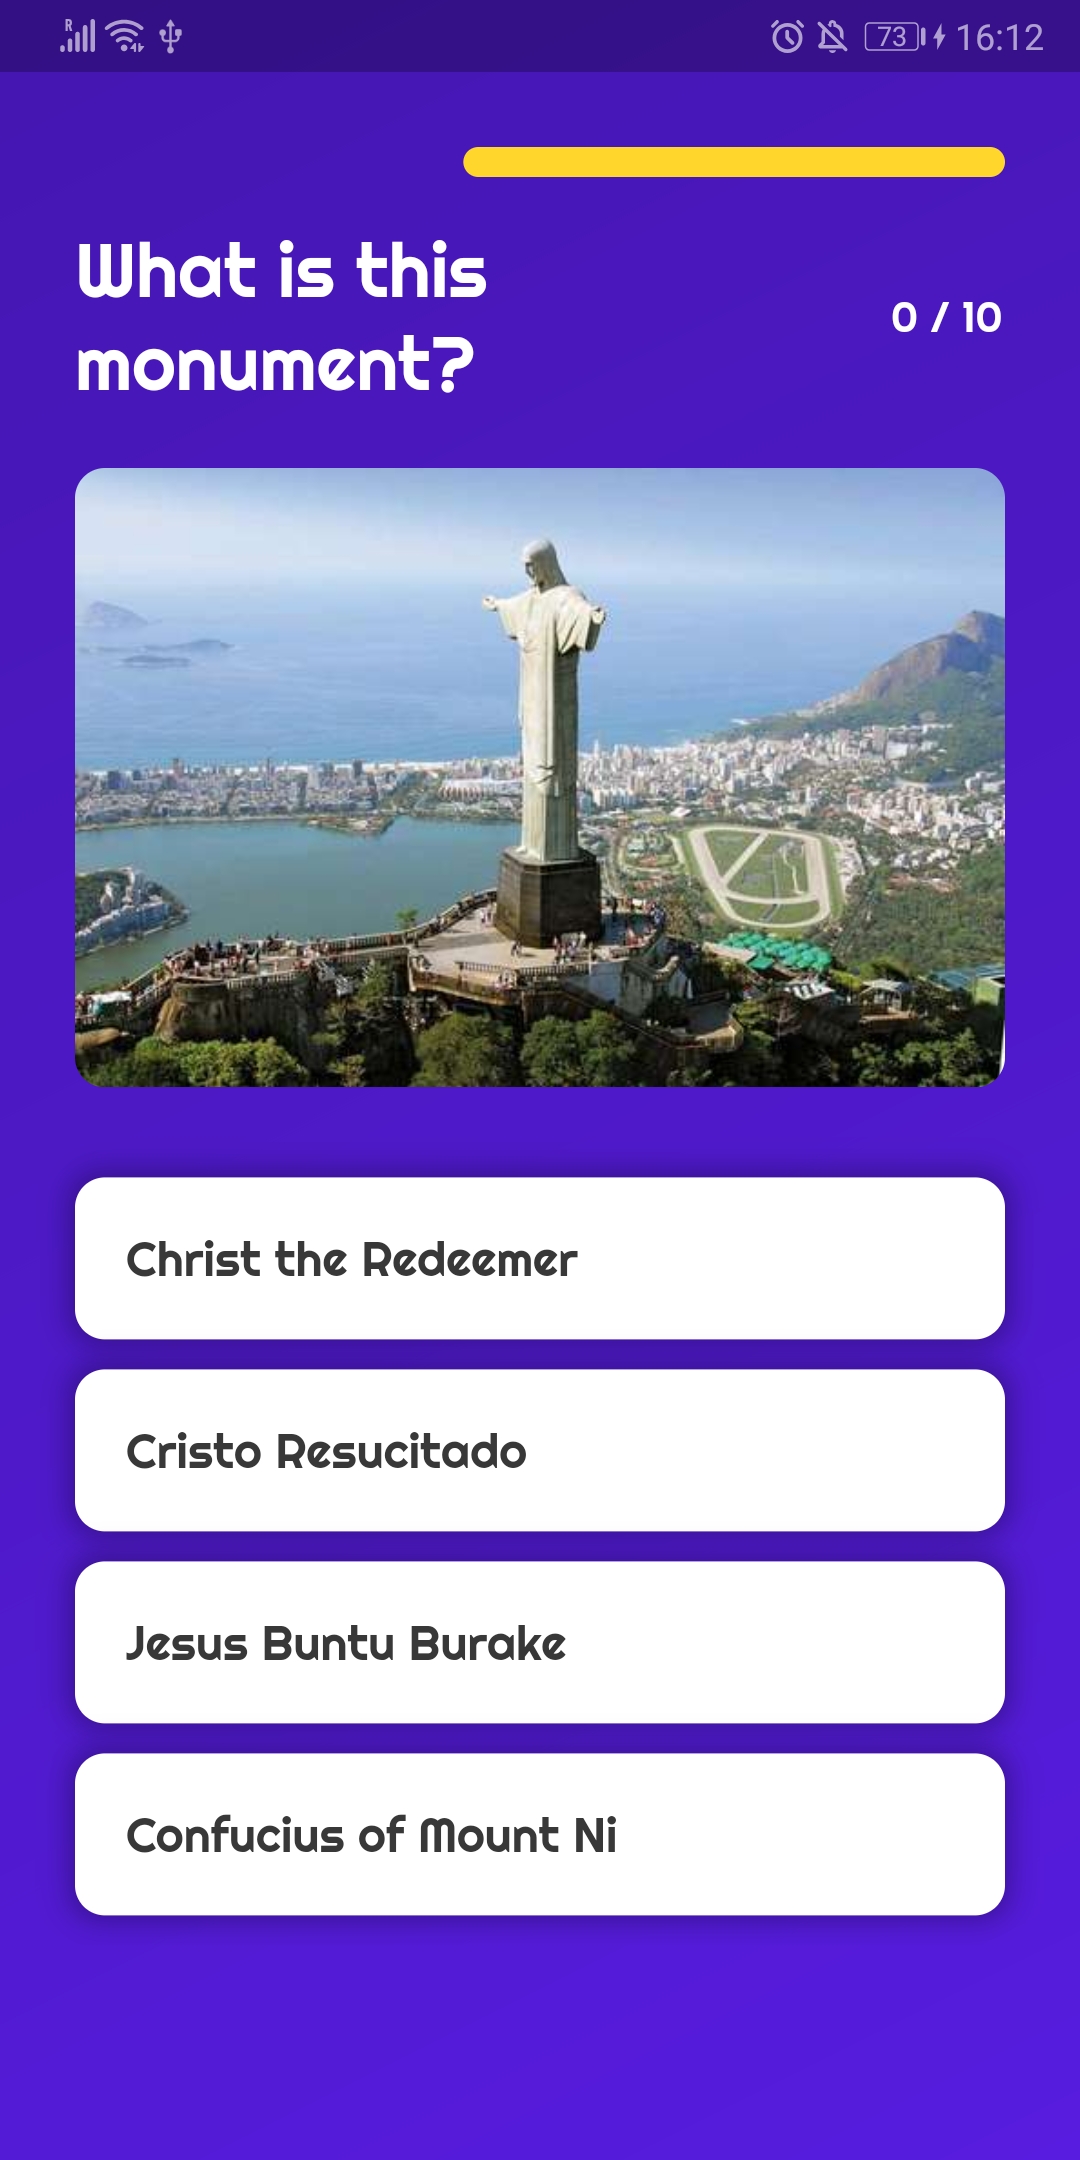 R
73
16:12
What is this
monument?
0 / 10
Christ the Redeemer
Cristo Resucitado
Jesus Buntu Burake
Confucius of Mount Ni